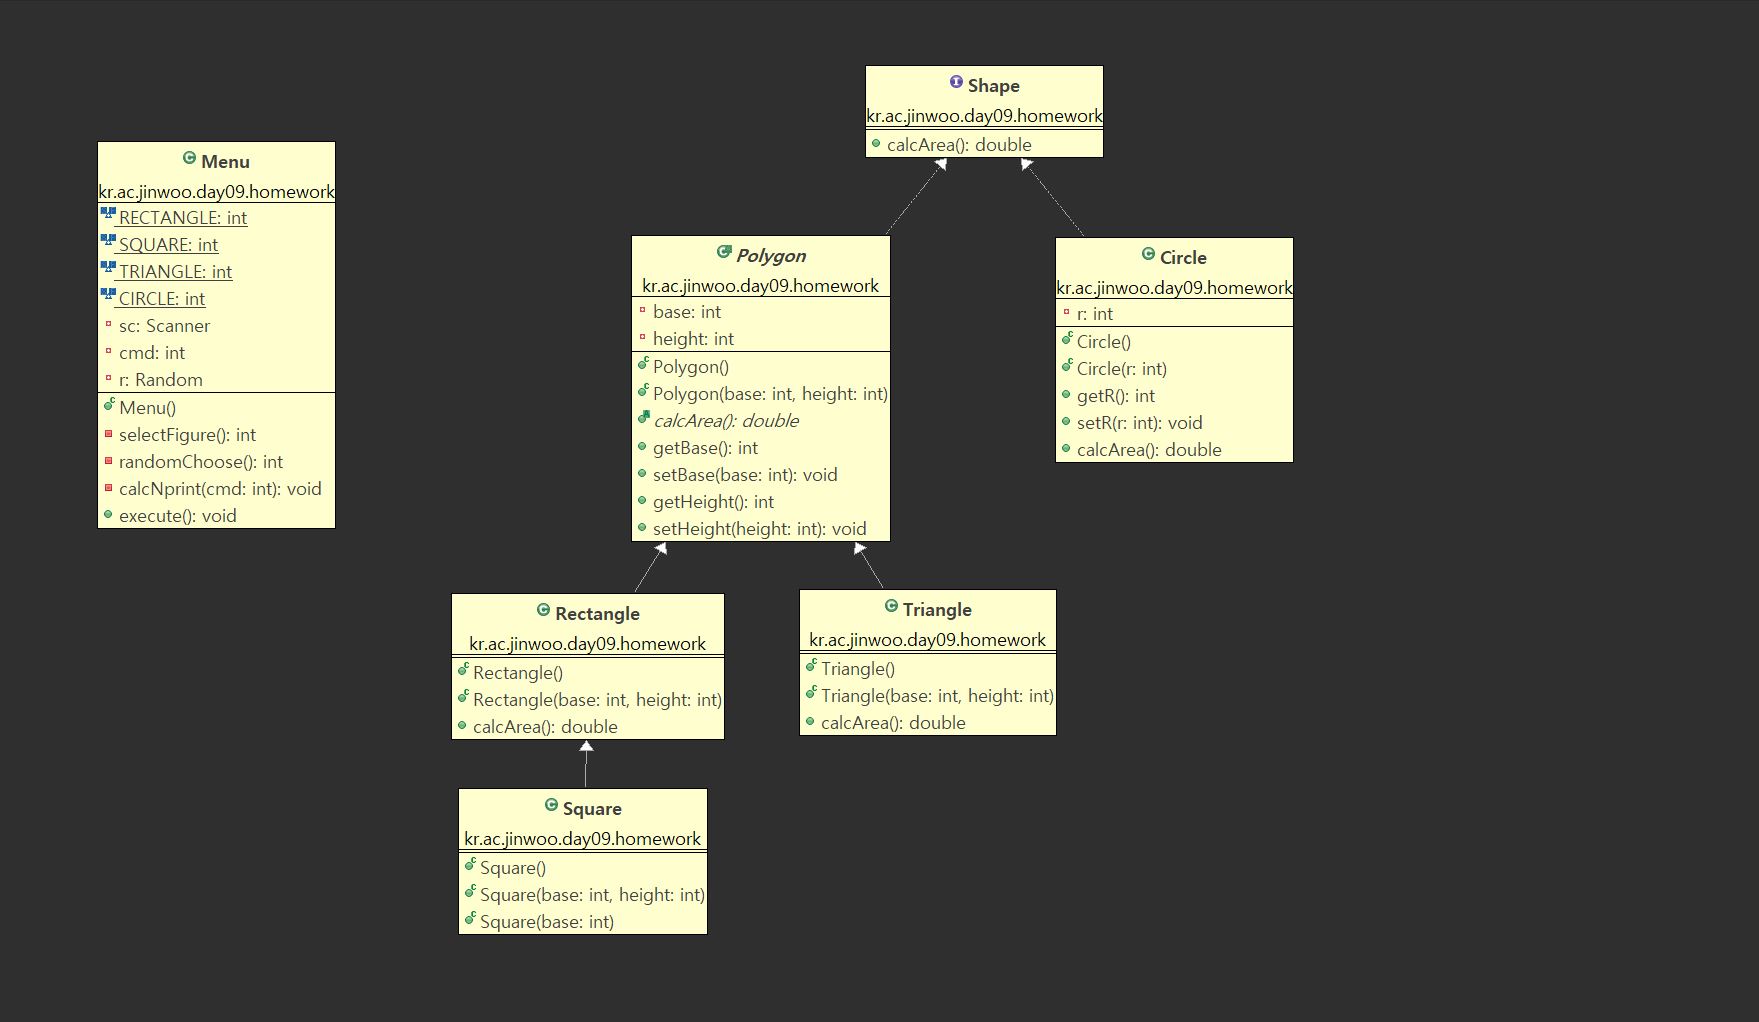 Shape
kr.ac.jinwoo.day09.homework
calcArea(): double
Menu
kr.ac.jinwoo.day09.homework
RECTANGLE: int
SQUARE: int
TRIANGLE: int
CIRCLE: int
sc: Scanner
cmd: int
r: Random
Menu()
selectFigure(): int
randomChoose(): int
calcNprint(cmd: int): void
execute(): void
Polygon
kr.ac.jinwoo.day09.homework
base: int
height: int
Polygon()
Polygon(base: int, height: int)
calcArea(): double
getBase(): int
setBase(base: int): void
getHeight(): int
setHeight(height: int): void
Circle
kr.ac.jinwoo.day09.homework
r: int
Circle()
Circle(r: int)
getR(): int
setR(r: int): void
calcArea(): double
Rectangle
kr.ac.jinwoo.day09.homework
Rectangle()
Rectangle(base: int, height: int)
calcArea(): double
Triangle
kr.ac.jinwoo.day09.homework
Triangle()
Triangle(base: int, height: int)
calcArea(): double
Square
kr.ac.jinwoo.day09.homework
Square()
Square(base: int, height: int)
Square(base: int)